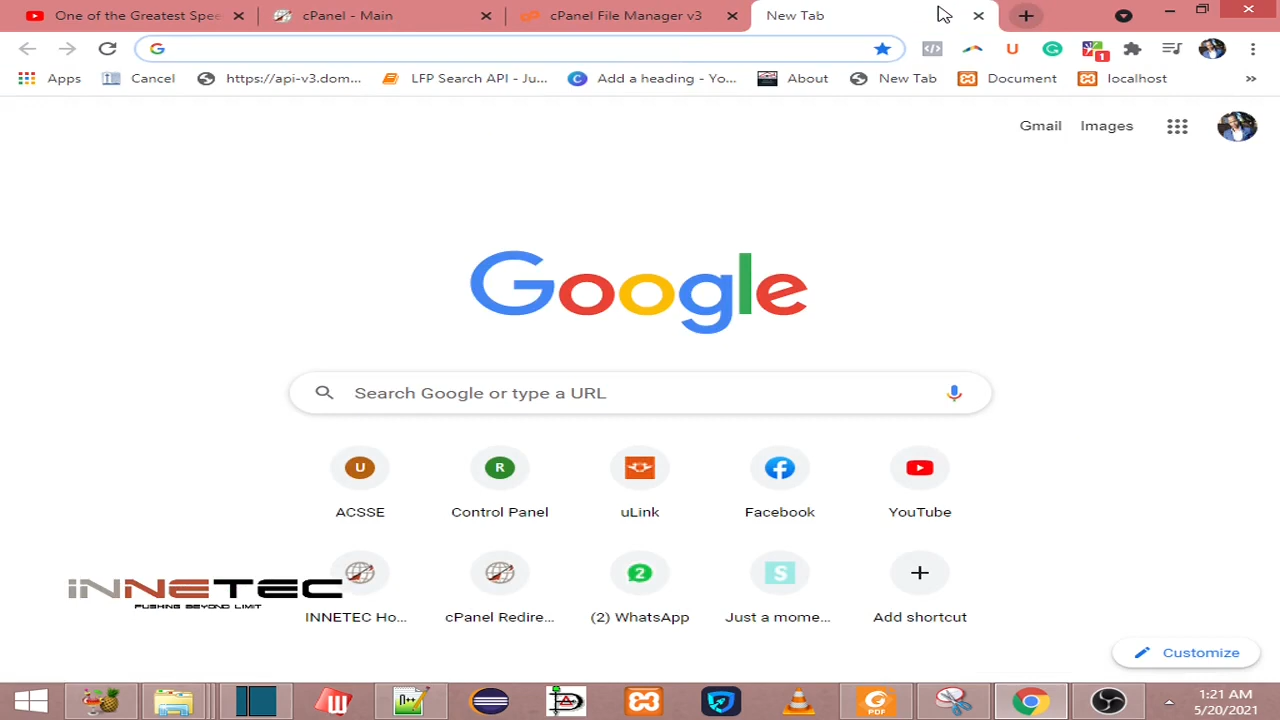 One of the Greatest Spee
cPanel - Main
cPanel File Manager v3
New Tab
Apps
Cancel
https://api-v3.dom...
LFP Search API - Ju...
Add a heading - Yo...
About
New Tab
Document
localhost
»
1
Gmail
Images
Google
Search Google or type a URL
U
R
ACSSE
Control Panel
uLink
Facebook
YouTube
2
S
INNETEC
PUSHING BEYOND LIMIT
INNETEC Ho...
cPanel Redire...
(2) WhatsApp
Just a mome...
Add shortcut
Customize
PDF
1:21 AM
5/20/2021